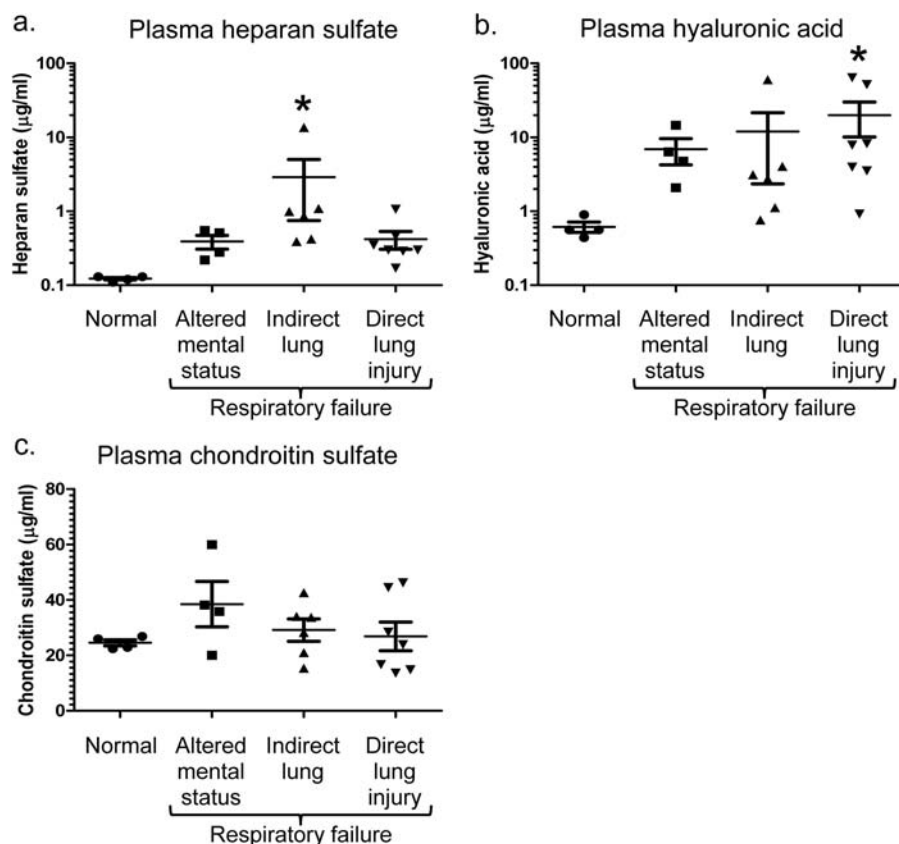 a.
Plasma heparan sulfate
Heparan sulfate (μg/ml)
100
10
1
0.1
*
Normal
Altered
mental
status
Indirect
lung
Direct
lung
injury
Respiratory failure
b.
Plasma hyaluronic acid
Hyaluronic acid (μg/ml)
100
10
1
0.1
*
Normal
Altered
mental
status
Indirect
lung
Direct
lung
injury
Respiratory failure
c.
Plasma chondroitin sulfate
Chondroitin sulfate (μg/ml)
80
60
40
20
0
Normal
Altered
mental
status
Indirect
lung
Direct
lung
injury
Respiratory failure